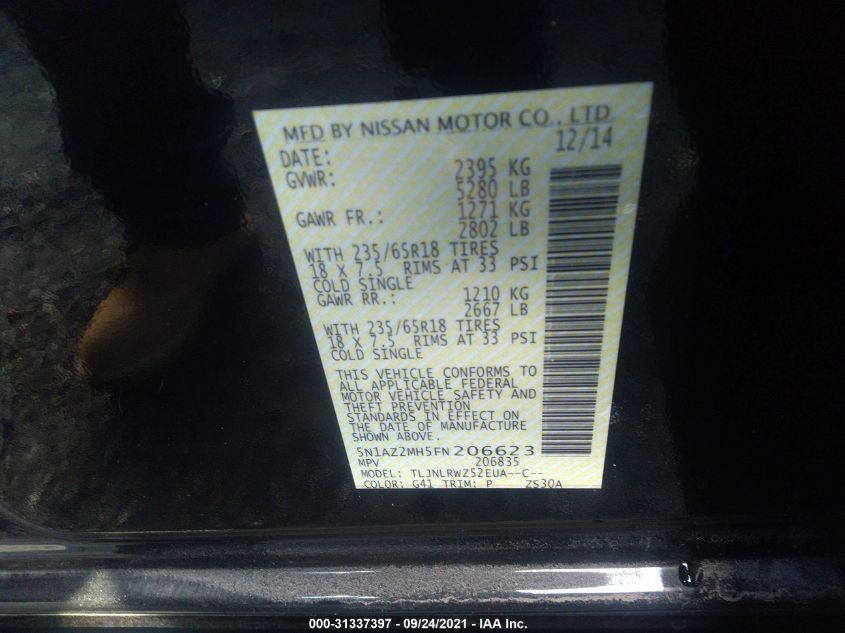 MFD BY NISSAN MOTOR CO., LTD.
DATE: 12/14
GVWR: 2395 KG
5280 LB
GAWR FR.: 1271 KG
2802 LB
WITH 235/65R18 TIRES
18 X 7.5 RIMS AT 33 PSI
COLD SINGLE
GAWR RR.: 1210 KG
2667 LB
WITH 235/65R18 TIRES
18 X 7.5 RIMS AT 33 PSI
COLD SINGLE
THIS VEHICLE CONFORMS TO
ALL APPLICABLE FEDERAL
MOTOR VEHICLE SAFETY AND
THEFT PREVENTION
STANDARDS IN EFFECT ON
THE DATE OF MANUFACTURE
SHOWN ABOVE.
5N1AZ2MH5FN206623
MPV 206835
MODEL: TLJNLRWZ52EUA--C--
COLOR: G41 TRIM: P ZS30A
000-31337397 - 09/24/2021 - IAA Inc.